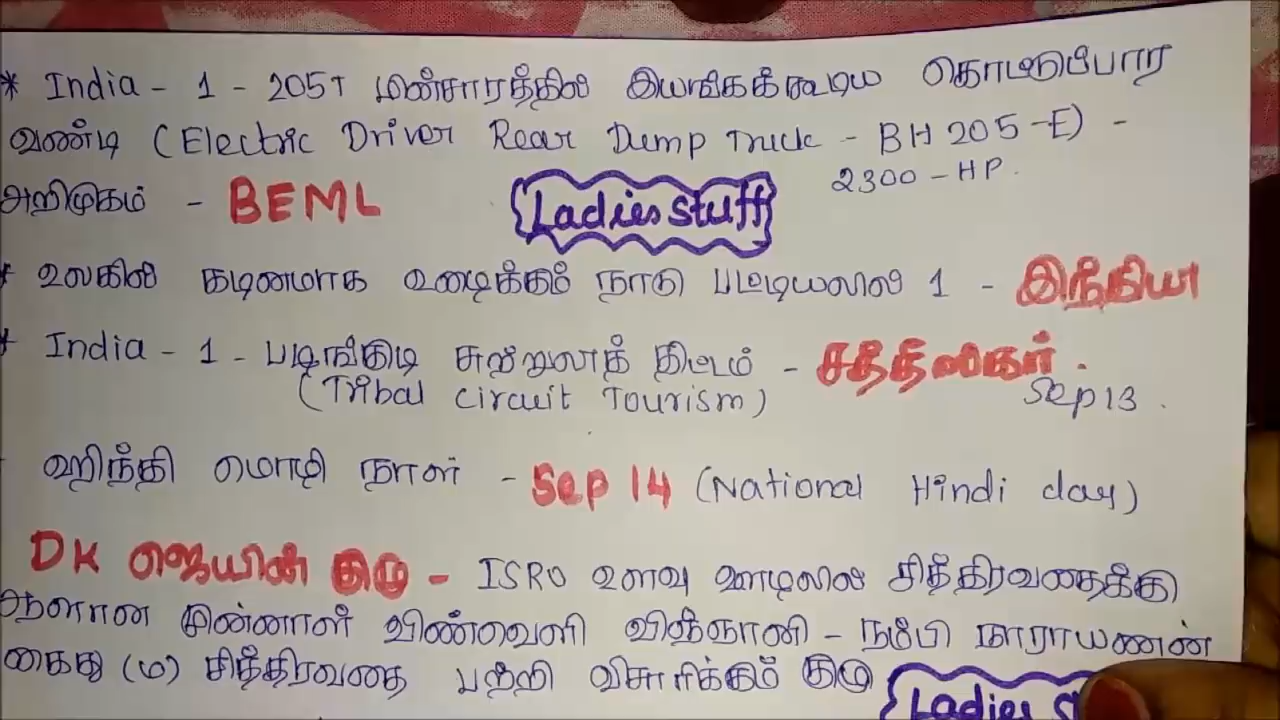 * India - 1 - 205T மின்சாரத்தில் இயங்கக்கூடிய கொட்டுபோர
வண்டி (Electric Driver Rear Dump Truck - BH 205-E) -
2300 - HP.
அறிமுகம் - BEML
Ladies stuff
* உலகில் கடினமாக உழைக்கும் நாடு பட்டியலில் 1 - இந்தியா
* India - 1 - பழங்குடி சுற்றுலாத் திட்டம் - சத்தீஸ்கர்.
(Tribal Circuit Tourism) Sep 13.
ஹிந்தி மொழி நாள் - Sep 14 (National Hindi day)
DK ஜெயின் குழு - ISRO உளவு ஊழலில் சித்திரவதைக்கு
ஆளான முன்னாள் விண்வெளி விஞ்ஞானி - நம்பி நாராயணன்
கைது (ம) சித்திரவதை பற்றி விசாரிக்கும் குழு
Ladies s